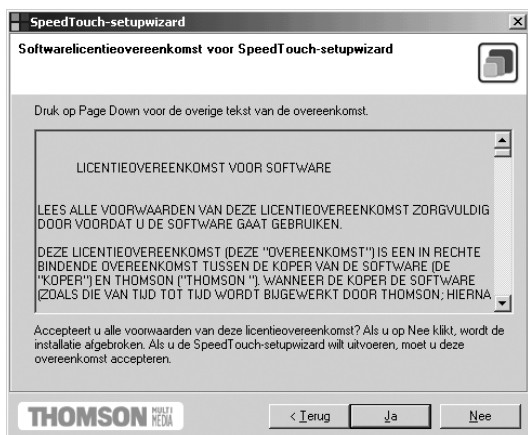 SpeedTouch-setupwizard
Softwarelicentieovereenkomst voor SpeedTouch-setupwizard
Druk op Page Down voor de overige tekst van de overeenkomst.
LICENTIEOVEREENKOMST VOOR SOFTWARE
LEES ALLE VOORWAARDEN VAN DEZE LICENTIEOVEREENKOMST ZORGVULDIG
DOOR VOORDAT U DE SOFTWARE GAAT GEBRUIKEN.
DEZE LICENTIEOVEREENKOMST (DEZE "OVEREENKOMST") IS EEN IN RECHTE
BINDENDE OVEREENKOMST TUSSEN DE KOPER VAN DE SOFTWARE (DE
"KOPER") EN THOMSON ("THOMSON "). WANNEER DE KOPER DE SOFTWARE
(ZOALS DIE VAN TIJD TOT TIJD WORDT BIJGEWERKT DOOR THOMSON; HIERNA
Accepteert u alle voorwaarden van deze licentieovereenkomst? Als u op Nee klikt, wordt de
installatie afgebroken. Als u de SpeedTouch-setupwizard wilt uitvoeren, moet u deze
overeenkomst accepteren.
THOMSON MULTI MEDIA
< Terug
Ja
Nee